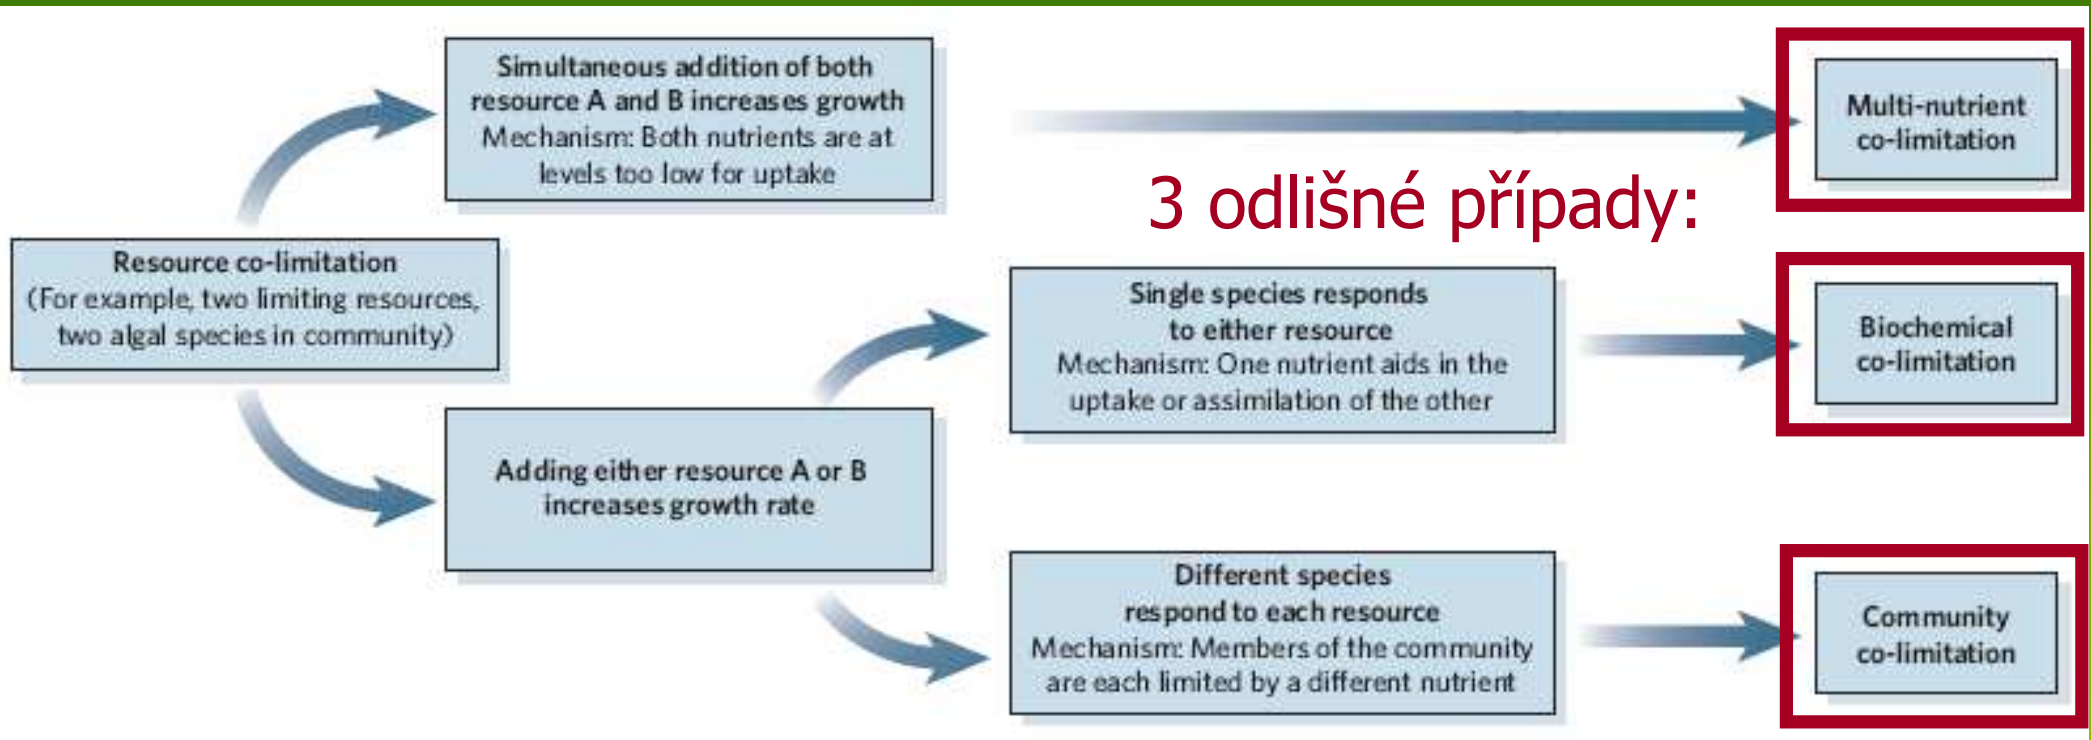 Simultaneous addition of both
resource A and B increases growth
Mechanism: Both nutrients are at
levels too low for uptake
Multi-nutrient
co-limitation
3 odlišné případy:
Resource co-limitation
(For example, two limiting resources,
two algal species in community)
Single species responds
to either resource
Mechanism: One nutrient aids in the
uptake or assimilation of the other
Biochemical
co-limitation
Adding either resource A or B
increases growth rate
Different species
respond to each resource
Mechanism: Members of the community
are each limited by a different nutrient
Community
co-limitation